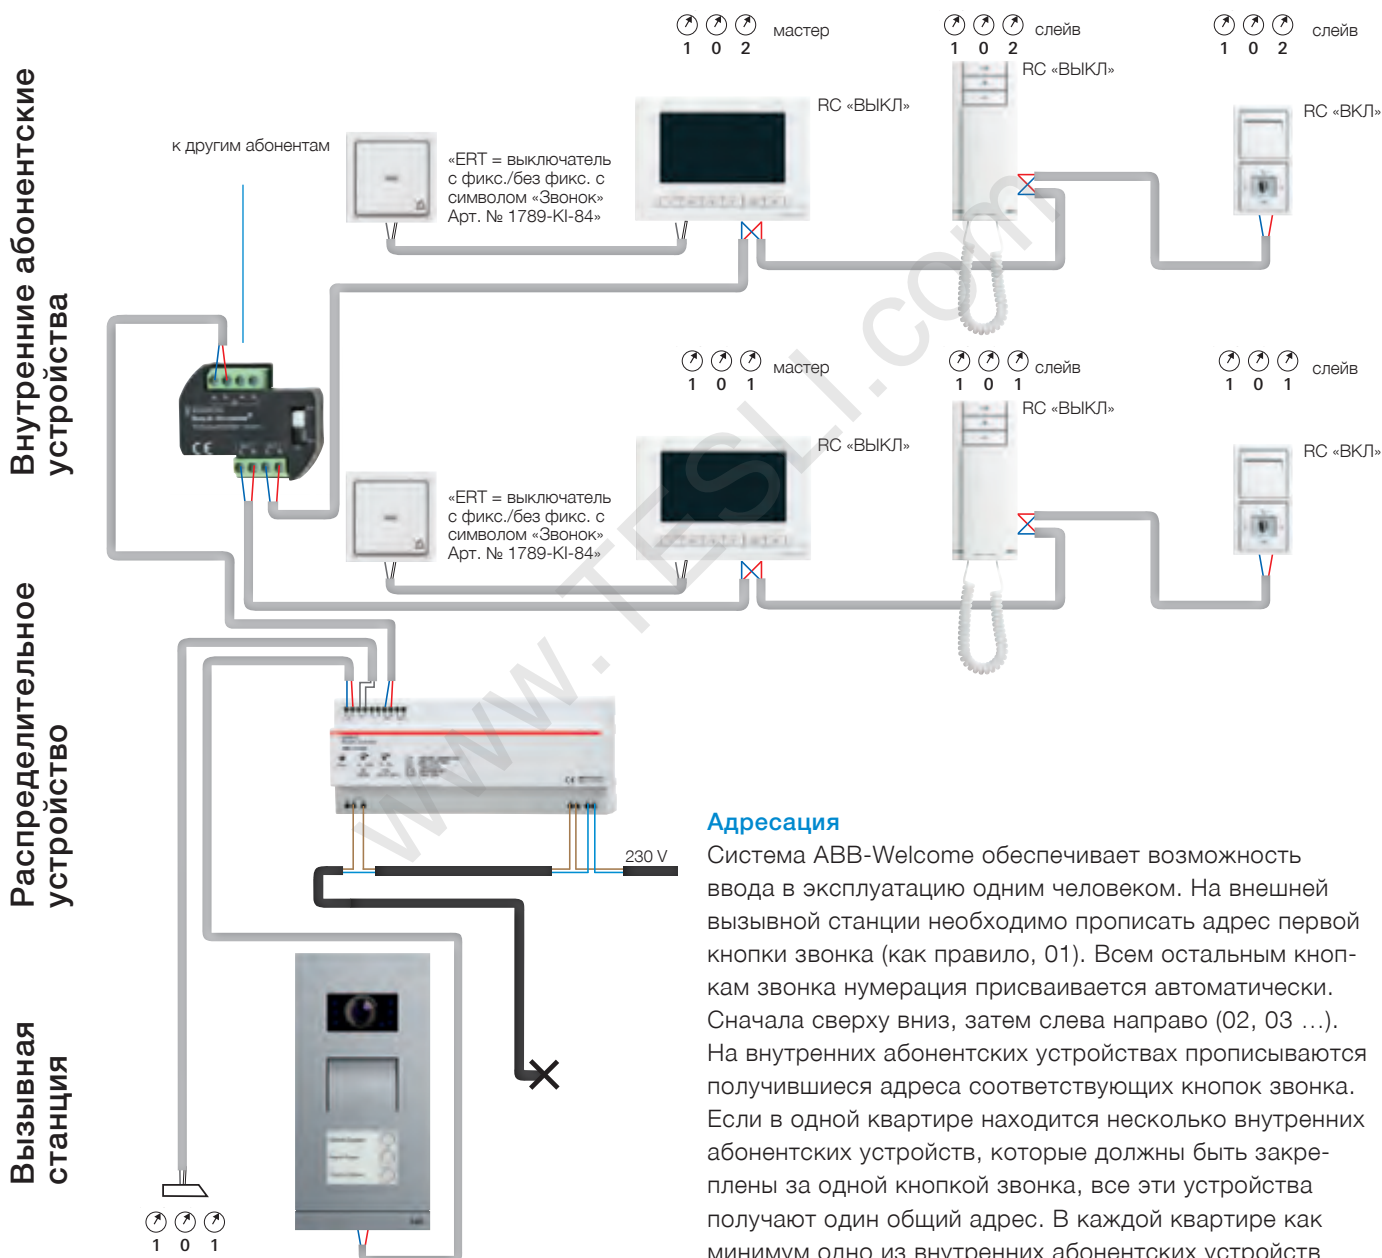 1 0 2 мастер
1 0 2 слейв
1 0 2 слейв
RC «ВЫКЛ»
RC «ВЫКЛ»
RC «ВКЛ»
к другим абонентам
«ERT = выключатель
с фикс./без фикс. с
символом «Звонок»
Арт. № 1789-KI-84»
Внутренние абонентские
устройства
1 0 1 мастер
1 0 1 слейв
1 0 1 слейв
RC «ВЫКЛ»
RC «ВЫКЛ»
RC «ВКЛ»
CE
«ERT = выключатель
с фикс./без фикс. с
символом «Звонок»
Арт. № 1789-KI-84»
www.TESLI.com
Распределительное
устройство
CE
230 V
Вызывная
станция
1 0 1
Адресация
Система ABB-Welcome обеспечивает возможность
ввода в эксплуатацию одним человеком. На внешней
вызывной станции необходимо прописать адрес первой
кнопки звонка (как правило, 01). Всем остальным кноп-
кам звонка нумерация присваивается автоматически.
Сначала сверху вниз, затем слева направо (02, 03 …).
На внутренних абонентских устройствах прописываются
получившиеся адреса соответствующих кнопок звонка.
Если в одной квартире находится несколько внутренних
абонентских устройств, которые должны быть закре-
плены за одной кнопкой звонка, все эти устройства
получают один общий адрес. В каждой квартире как
минимум одно из внутренних абонентских устройств